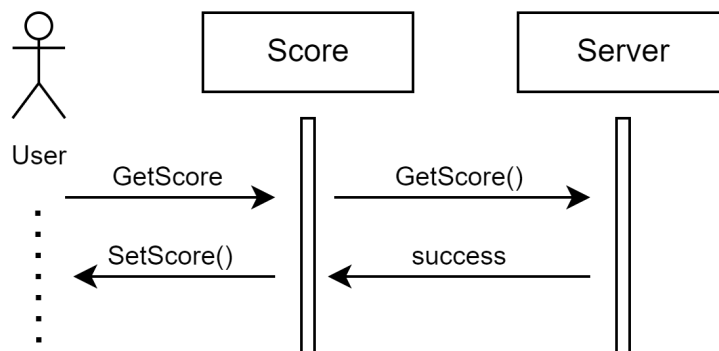 Score
Server
User
GetScore
GetScore()
SetScore()
success